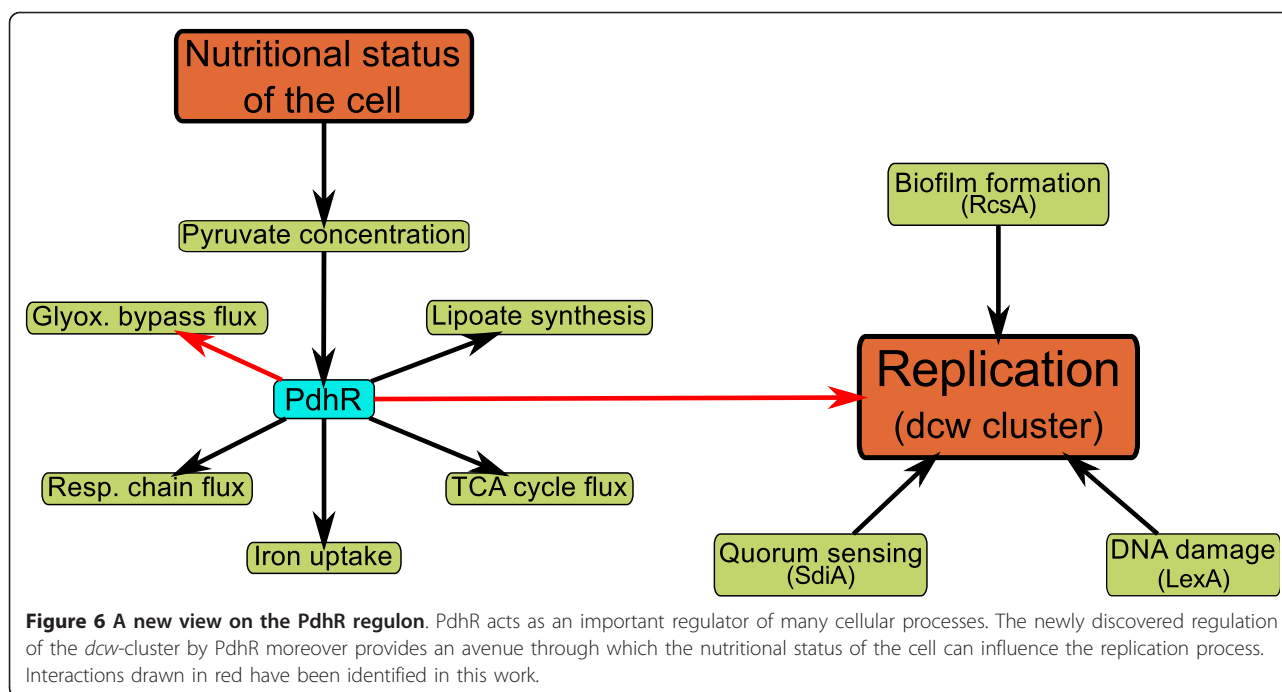 Nutritional status
of the cell
Pyruvate concentration
Glyox. bypass flux
Lipoate synthesis
PdhR
Resp. chain flux
TCA cycle flux
Iron uptake
Biofilm formation
(RcsA)
Replication
(dcw cluster)
Quorum sensing
(SdiA)
DNA damage
(LexA)
Figure 6 A new view on the PdhR regulon. PdhR acts as an important regulator of many cellular processes. The newly discovered regulation
of the dcw-cluster by PdhR moreover provides an avenue through which the nutritional status of the cell can influence the replication process.
Interactions drawn in red have been identified in this work.